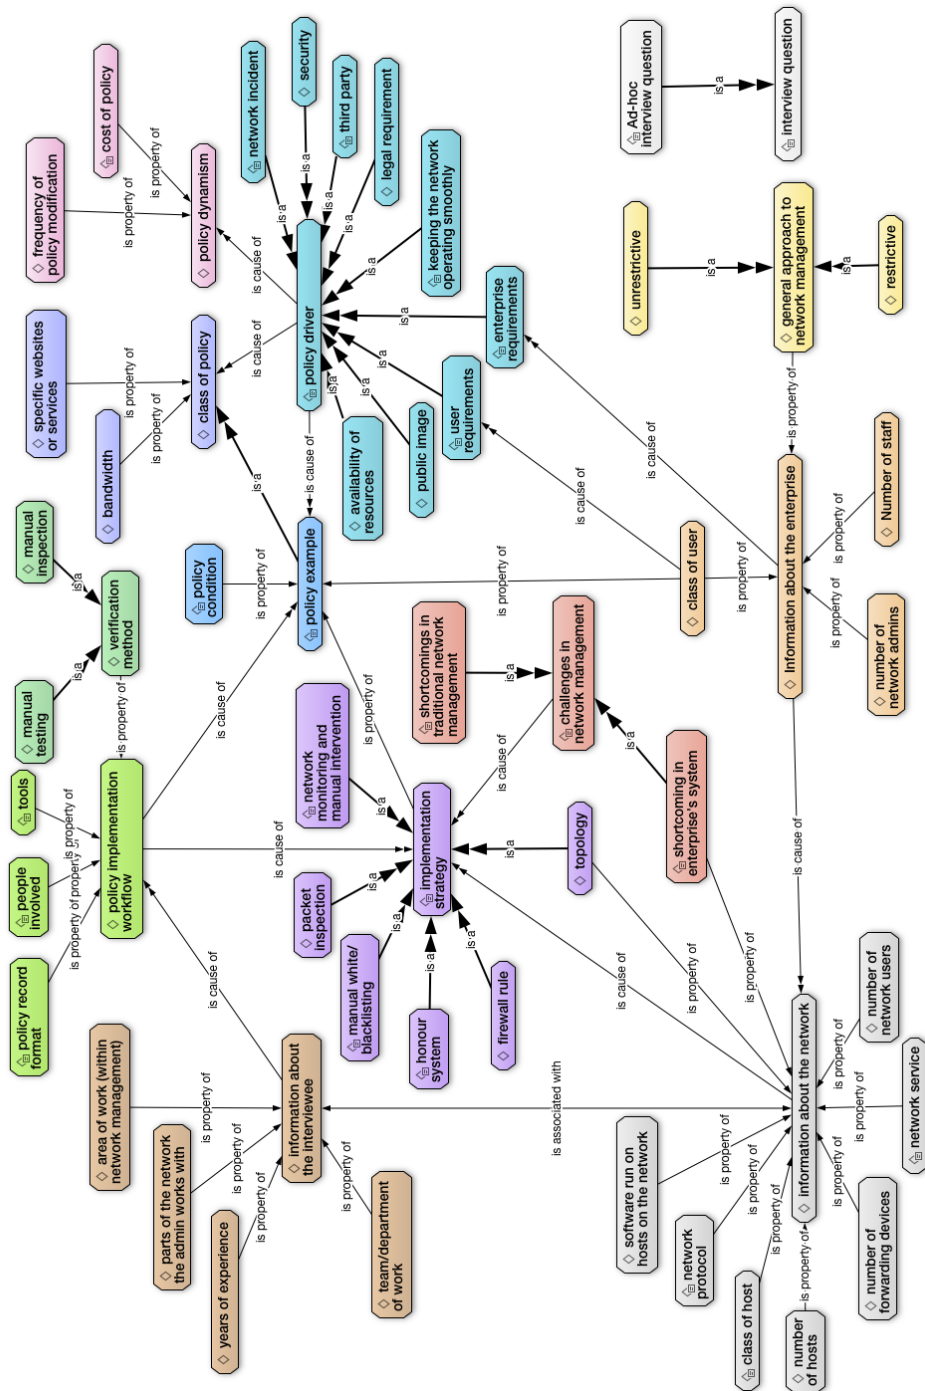 policy record
format
people
involved
tools
is property of
is property of
is property of
policy implementation
workflow
manual
testing
manual
inspection
is a
is a
verification
method
is property of
specific websites
or services
bandwidth
is property of
is property of
class of policy
frequency of
policy modification
cost of policy
is property of
is property of
policy dynamism
area of work (within
network management)
parts of the network
the admin works with
years of experience
team/department
of work
is property of
is property of
is property of
is property of
information about
the interviewee
is cause of
is cause of
is cause of
policy
condition
is property of
policy example
is a
is cause of
is cause of
is cause of
policy driver
network incident
is a
security
is a
third party
is a
legal requirement
is a
keeping the network
operating smoothly
is a
enterprise
requirements
is a
user
requirements
is a
public image
is a
availability of
resources
is a
network
monitoring and
manual intervention
is a
packet
inspection
is a
manual white/
blacklisting
is a
honour
system
is a
firewall rule
is a
topology
is a
implementation
strategy
is property of
shortcomings in
traditional network
management
is a
challenges in
network management
is cause of
shortcoming in
enterprise's system
is a
is property of
is property of
is cause of
is associated with
software run on
hosts on the network
is property of
network
protocol
is property of
class of host
is property of
number
of hosts
is property of
number of
forwarding devices
is property of
network service
is property of
number of
network users
is property of
information about the network
is cause of
class of user
is property of
is property of
is cause of
is cause of
Information about the enterprise
number of
network admins
is property of
Number of staff
is property of
is property of
general approach to
network management
unrestrictive
is a
restrictive
is a
Ad-hoc
interview question
is a
interview question